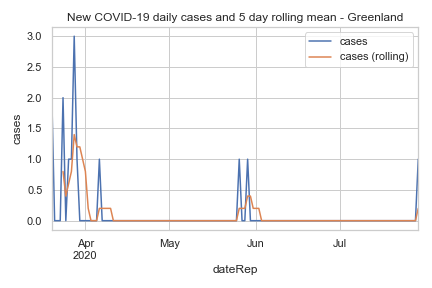 New COVID-19 daily cases and 5 day rolling mean - Greenland
cases
cases (rolling)
3.0
2.5
2.0
1.5
1.0
0.5
0.0
cases
Apr
2020
May
Jun
Jul
dateRep